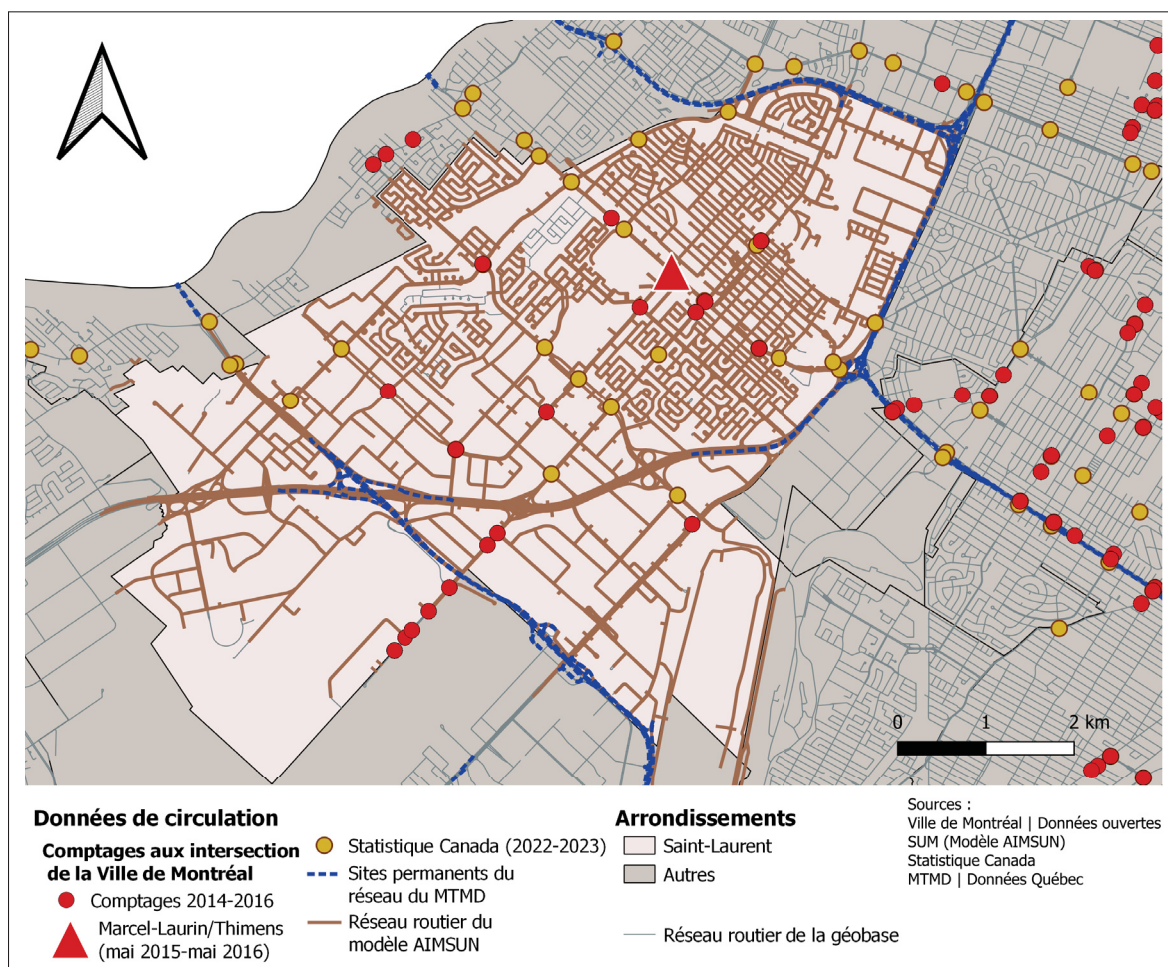 0 1 2 km
Données de circulation
Comptages aux intersection
de la Ville de Montréal
Comptages 2014-2016
Marcel-Laurin/Thimens
(mai 2015-mai 2016)
Statistique Canada (2022-2023)
Sites permanents du
réseau du MTMD
Réseau routier du
modèle AIMSUN
Arrondissements
Saint-Laurent
Autres
Réseau routier de la géobase
Sources :
Ville de Montréal | Données ouvertes
SUM (Modèle AIMSUN)
Statistique Canada
MTMD | Données Québec